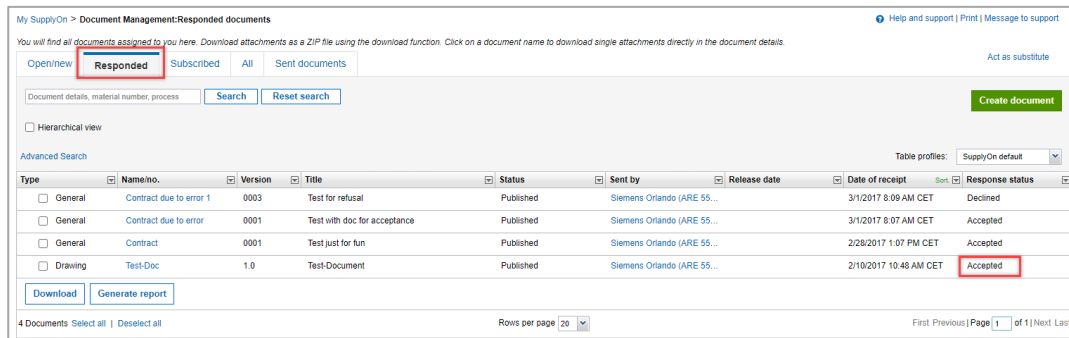 My SupplyOn > Document Management:Responded documents
Help and support | Print | Message to support
You will find all documents assigned to you here. Download attachments as a ZIP file using the download function. Click on a document name to download single attachments directly in the document details.
Open/new Responded Subscribed All Sent documents
Act as substitute
Document details, material number, process Search Reset search
Create document
Hierarchical view
Advanced Search
Table profiles: SupplyOn default
Type Name/no. Version Title Status Sent by Release date Date of receipt Sort. Response status
General Contract due to error 1 0003 Test for refusal Published Siemens Orlando (ARE 55... 3/1/2017 8:09 AM CET Declined
General Contract due to error 0001 Test with doc for acceptance Published Siemens Orlando (ARE 55... 3/1/2017 8:07 AM CET Accepted
General Contract 0001 Test just for fun Published Siemens Orlando (ARE 55... 2/28/2017 1:07 PM CET Accepted
Drawing Test-Doc 1.0 Test-Document Published Siemens Orlando (ARE 55... 2/10/2017 10:48 AM CET Accepted
Download Generate report
4 Documents Select all | Deselect all
Rows per page 20
First Previous | Page 1 of 1 | Next Last